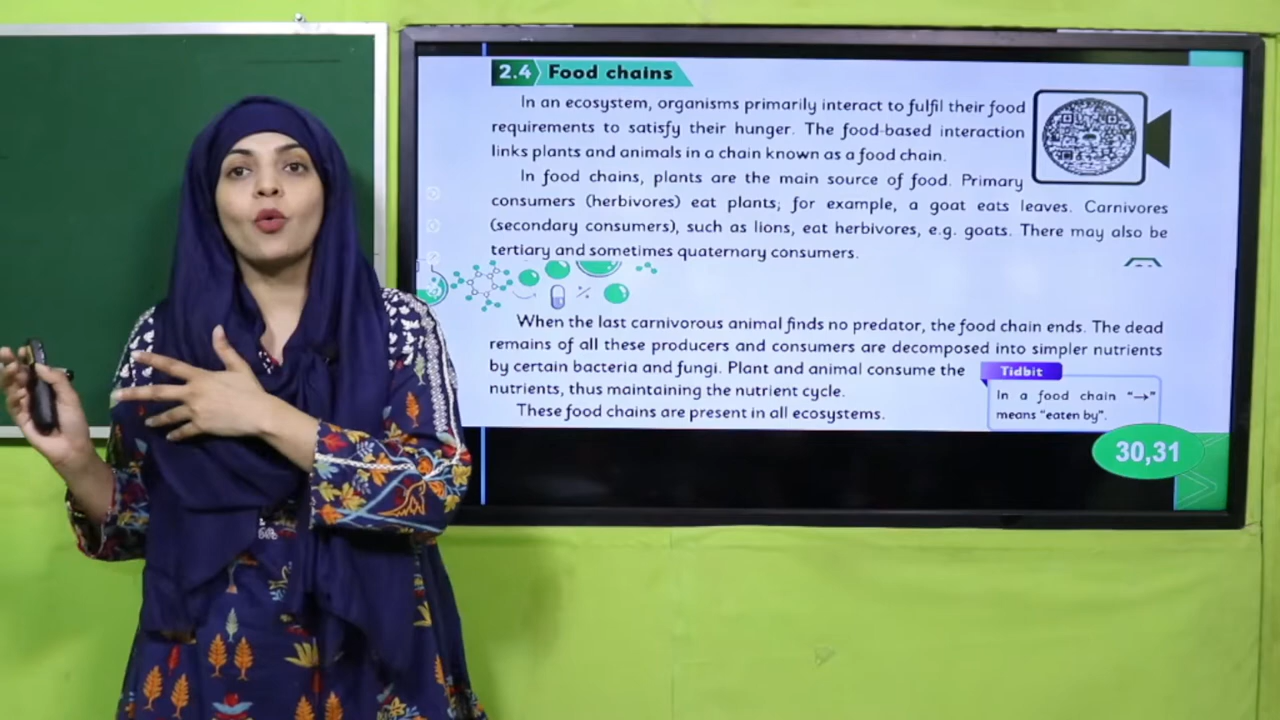 2.4 Food chains
In an ecosystem, organisms primarily interact to fulfil their food
requirements to satisfy their hunger. The food-based interaction
links plants and animals in a chain known as a food chain.
In food chains, plants are the main source of food. Primary
consumers (herbivores) eat plants; for example, a goat eats leaves. Carnivores
(secondary consumers), such as lions, eat herbivores, e.g. goats. There may also be
tertiary and sometimes quaternary consumers.
When the last carnivorous animal finds no predator, the food chain ends. The dead
remains of all these producers and consumers are decomposed into simpler nutrients
by certain bacteria and fungi. Plant and animal consume the
nutrients, thus maintaining the nutrient cycle.
These food chains are present in all ecosystems.
Tidbit
In a food chain "→"
means "eaten by".
30,31